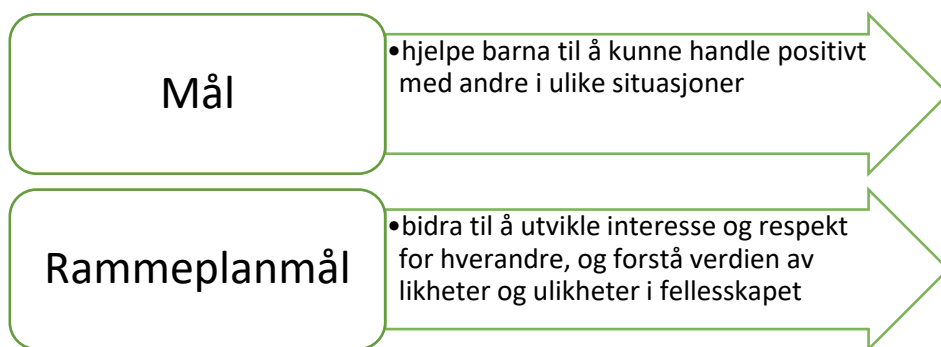 Mål
•hjelpe barna til å kunne handle positivt
med andre i ulike situasjoner
Rammeplanmål
•bidra til å utvikle interesse og respekt
for hverandre, og forstå verdien av
likheter og ulikheter i fellesskapet